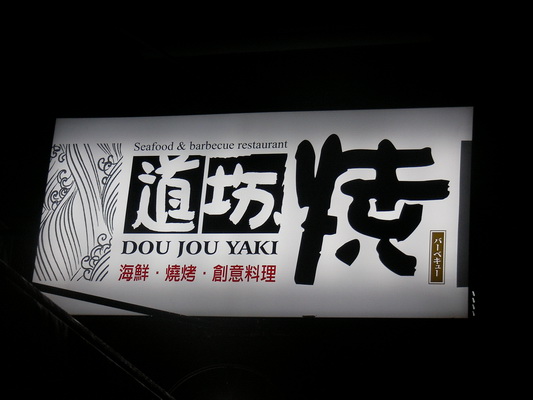 Seafood & barbecue restaurant
道坊焼
DOU JOU YAKI
海鮮·燒烤·創意料理
バーベキュー